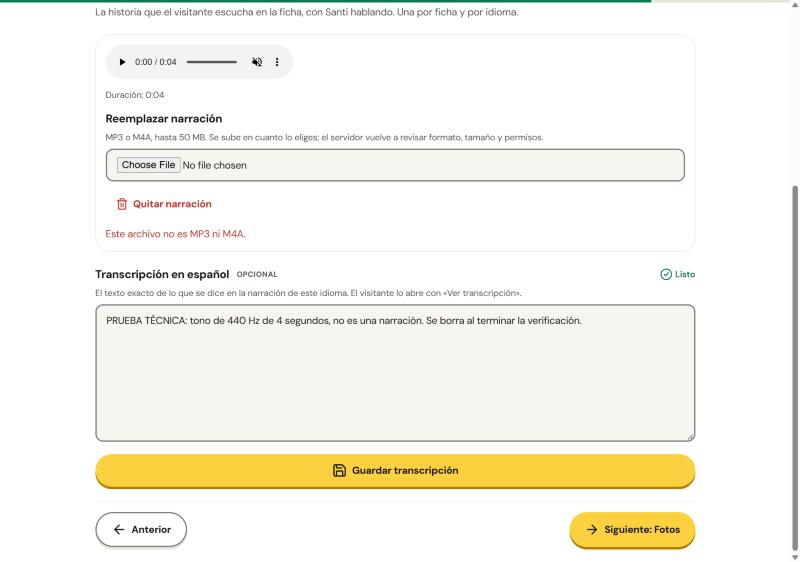 La historia que el visitante escucha en la ficha, con Santi hablando. Una por ficha y por idioma.
0:00 / 0:04
Duración: 0:04
Reemplazar narración
MP3 o M4A, hasta 50 MB. Se sube en cuanto lo eliges; el servidor vuelve a revisar formato, tamaño y permisos.
Choose File No file chosen
Quitar narración
Este archivo no es MP3 ni M4A.
Transcripción en español OPCIONAL Listo
El texto exacto de lo que se dice en la narración de este idioma. El visitante lo abre con «Ver transcripción».
PRUEBA TÉCNICA: tono de 440 Hz de 4 segundos, no es una narración. Se borra al terminar la verificación.
Guardar transcripción
Anterior Siguiente: Fotos